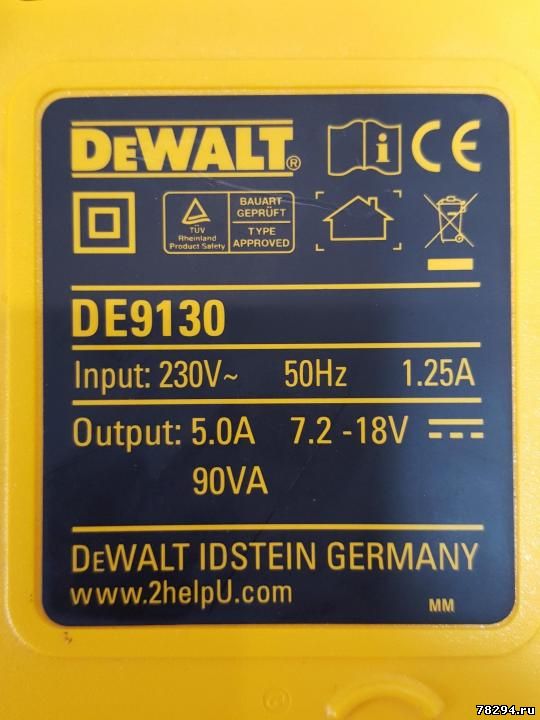 DEWALT®
i CE
TÜV
Rheinland
Product Safety
BAUART
GEPRÜFT
TYPE
APPROVED
DE9130
Input: 230V~ 50Hz 1.25A
Output: 5.0A 7.2 -18V ⎓
90VA
DEWALT IDSTEIN GERMANY
www.2helpU.com
MM
78294.ru